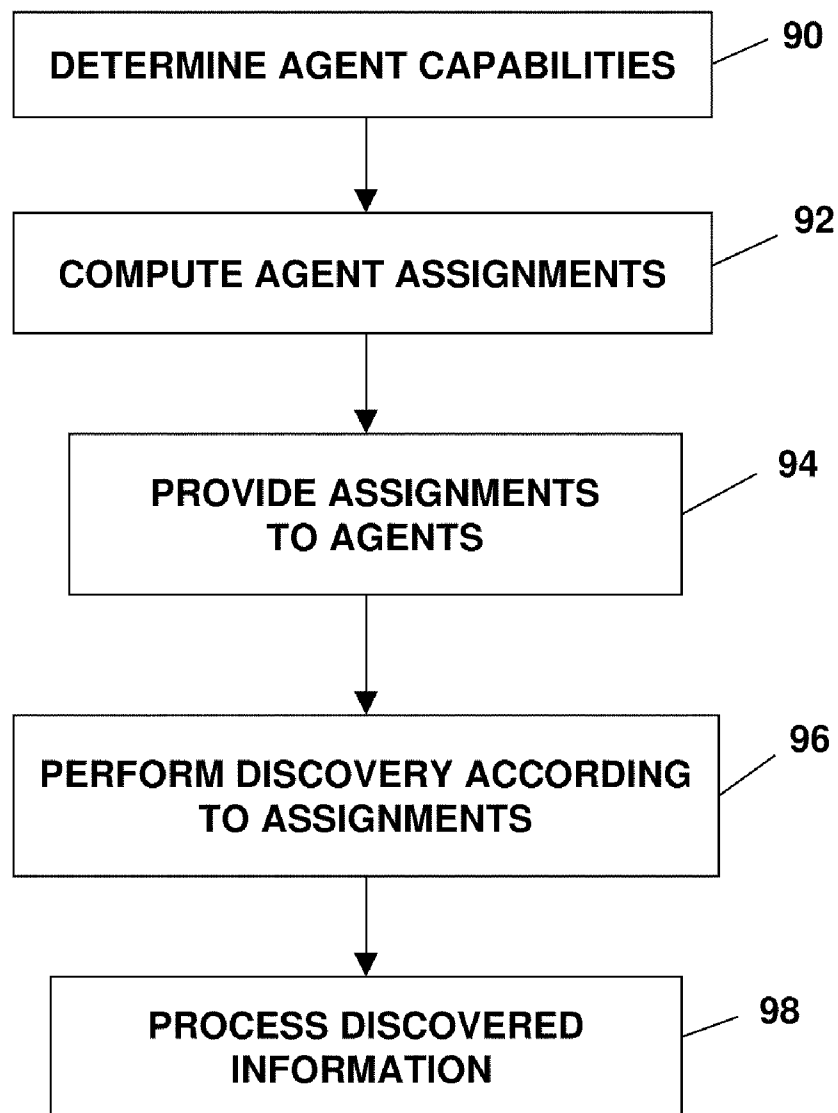 DETERMINE AGENT CAPABILITIES
90
COMPUTE AGENT ASSIGNMENTS
92
PROVIDE ASSIGNMENTS
TO AGENTS
94
PERFORM DISCOVERY ACCORDING
TO ASSIGNMENTS
96
PROCESS DISCOVERED
INFORMATION
98